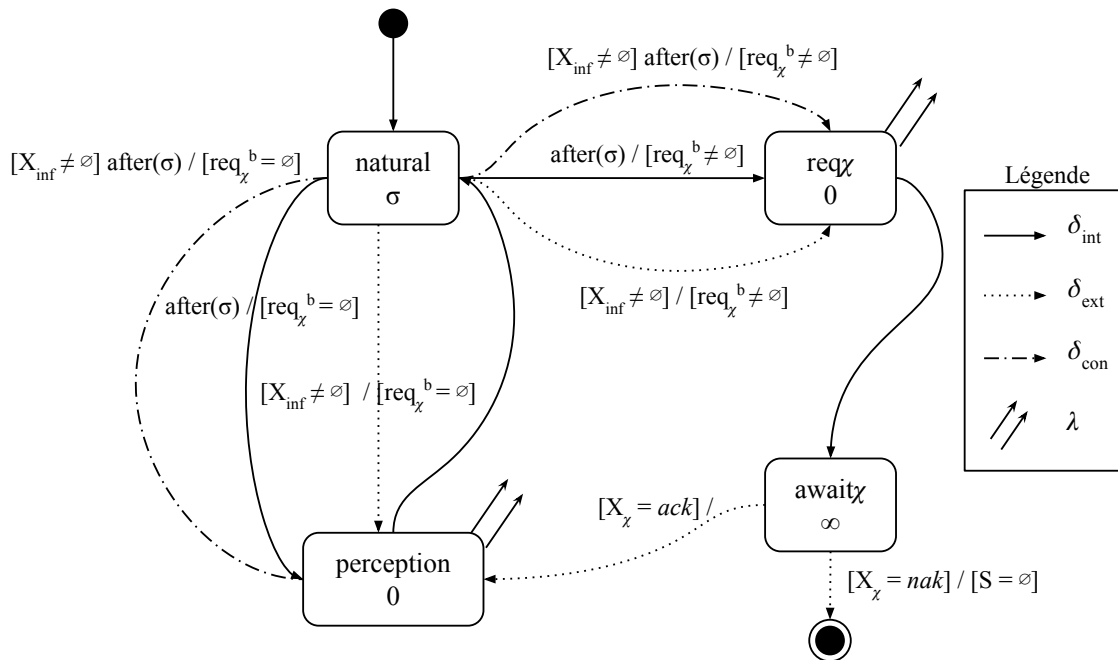 [X_inf ≠ ∅] after(σ) / [req_χ^b ≠ ∅]
[X_inf ≠ ∅] after(σ) / [req_χ^b = ∅]
natural
σ
after(σ) / [req_χ^b ≠ ∅]
reqχ
0
Légende
δ_int
δ_ext
δ_con
λ
[X_inf ≠ ∅] / [req_χ^b ≠ ∅]
after(σ) / [req_χ^b = ∅]
[X_inf ≠ ∅] / [req_χ^b = ∅]
awaitχ
∞
[X_χ = ack] /
perception
0
[X_χ = nak] / [S = ∅]